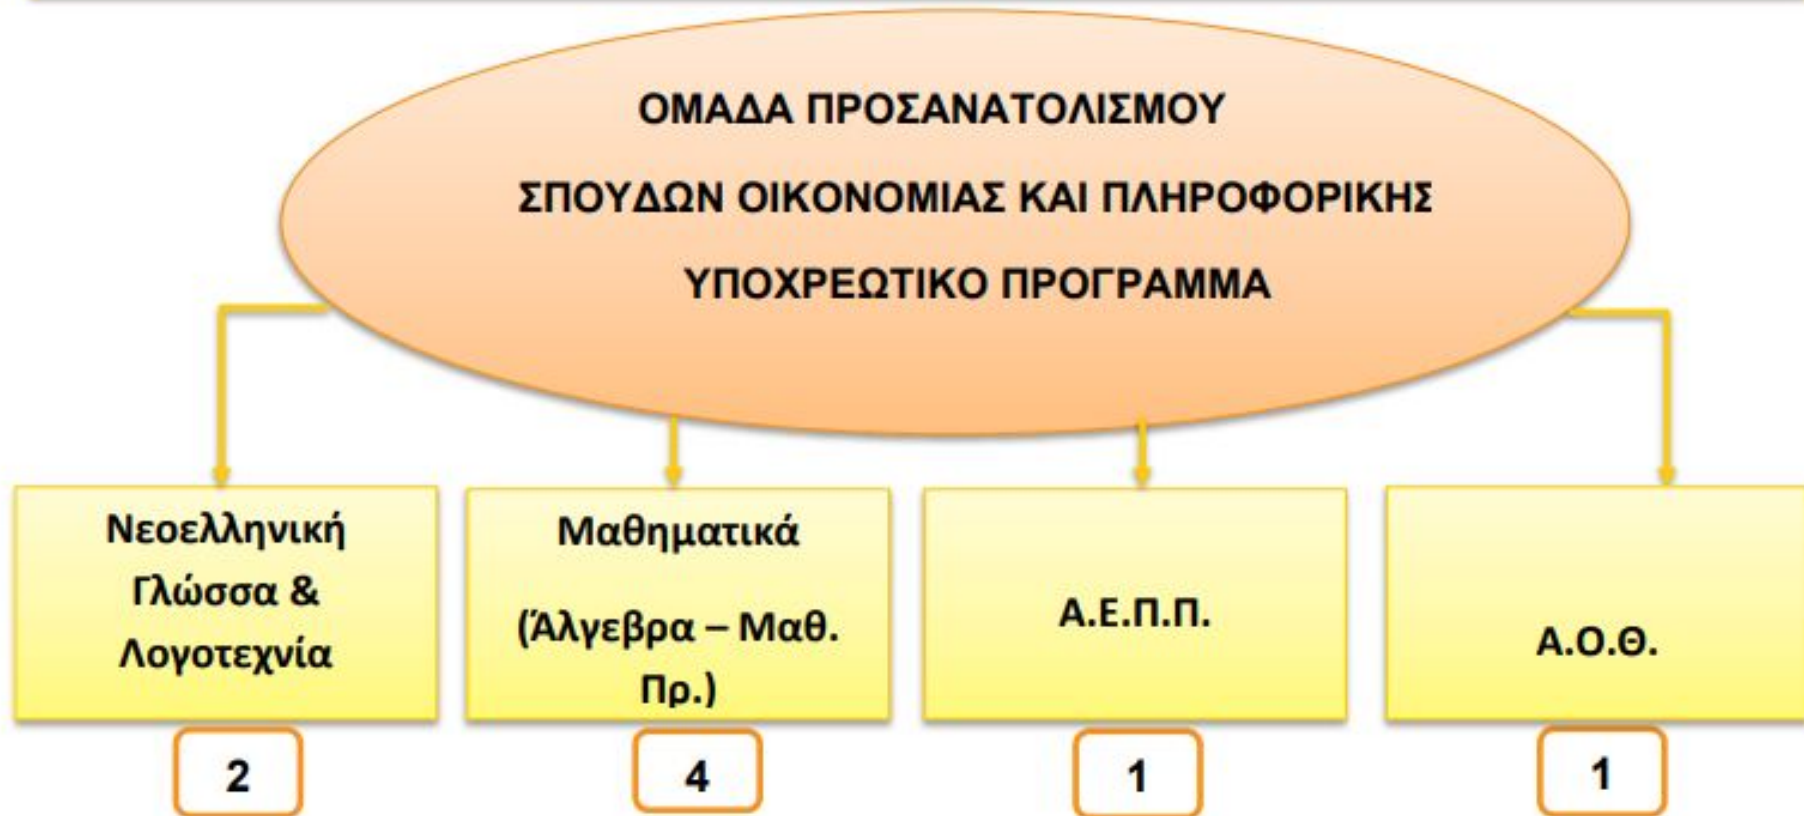 ΟΜΑΔΑ ΠΡΟΣΑΝΑΤΟΛΙΣΜΟΥ
ΣΠΟΥΔΩΝ ΟΙΚΟΝΟΜΙΑΣ ΚΑΙ ΠΛΗΡΟΦΟΡΙΚΗΣ
ΥΠΟΧΡΕΩΤΙΚΟ ΠΡΟΓΡΑΜΜΑ
Νεοελληνική
Γλώσσα &
Λογοτεχνία
2
Μαθηματικά
(Άλγεβρα – Μαθ.
Πρ.)
4
Α.Ε.Π.Π.
1
Α.Ο.Θ.
1